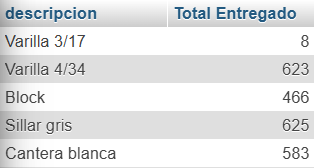 descripcion Total Entregado
Varilla 3/17 8
Varilla 4/34 623
Block 466
Sillar gris 625
Cantera blanca 583